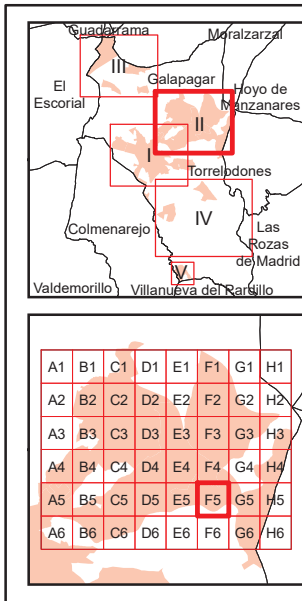 Guadarrama
Moralzarzal
III
El
Escorial
Galapagar
Hoyo de
Manzanares
II
I
Torrelodones
IV
Colmenarejo
Las
Rozas
de Madrid
V
Valdemorillo
Villanueva del Pardillo
A1 B1 C1 D1 E1 F1 G1 H1
A2 B2 C2 D2 E2 F2 G2 H2
A3 B3 C3 D3 E3 F3 G3 H3
A4 B4 C4 D4 E4 F4 G4 H4
A5 B5 C5 D5 E5 F5 G5 H5
A6 B6 C6 D6 E6 F6 G6 H6